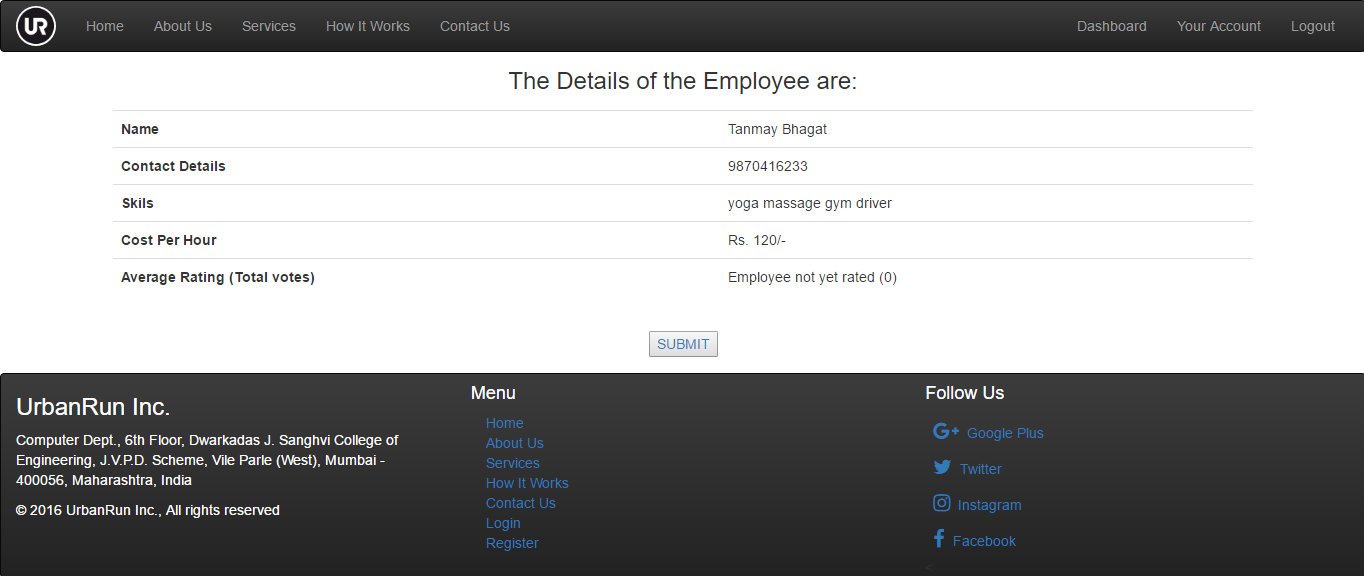 UR Home About Us Services How It Works Contact Us Dashboard Your Account Logout
The Details of the Employee are:
Name Tanmay Bhagat
Contact Details 9870416233
Skils yoga massage gym driver
Cost Per Hour Rs. 120/-
Average Rating (Total votes) Employee not yet rated (0)
SUBMIT
UrbanRun Inc.
Computer Dept., 6th Floor, Dwarkadas J. Sanghvi College of
Engineering, J.V.P.D. Scheme, Vile Parle (West), Mumbai -
400056, Maharashtra, India
© 2016 UrbanRun Inc., All rights reserved
Menu
Home
About Us
Services
How It Works
Contact Us
Login
Register
Follow Us
G+ Google Plus
Twitter
Instagram
f Facebook
<